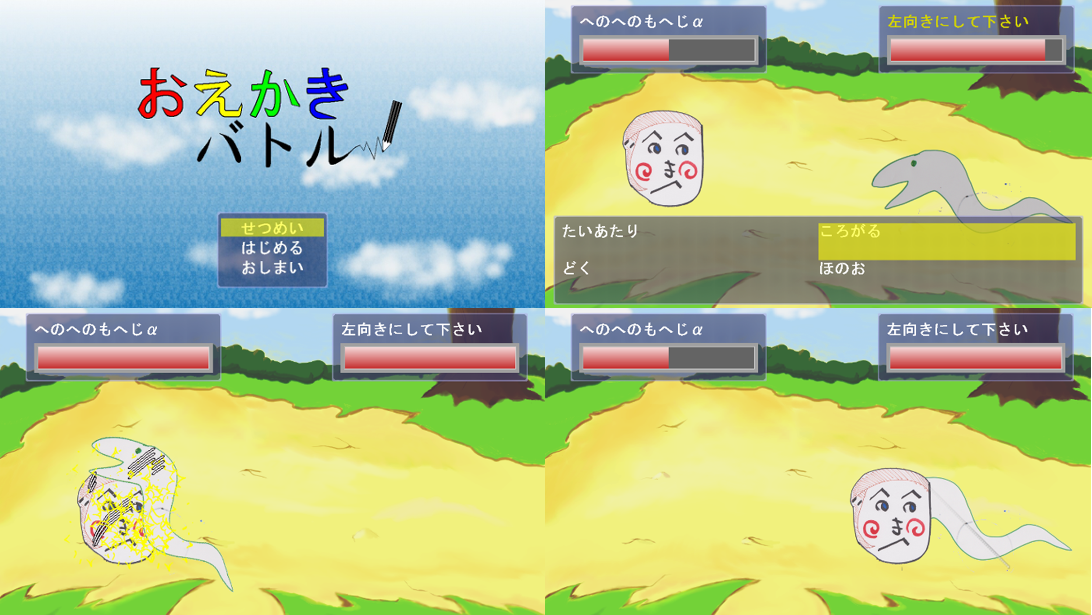 おえかき
バトル
せつめい
はじめる
おしまい
へのへのもへじα
左向きにして下さい
たいあたり
ころがる
どく
ほのお
へのへのもへじα
左向きにして下さい
へのへのもへじα
左向きにして下さい